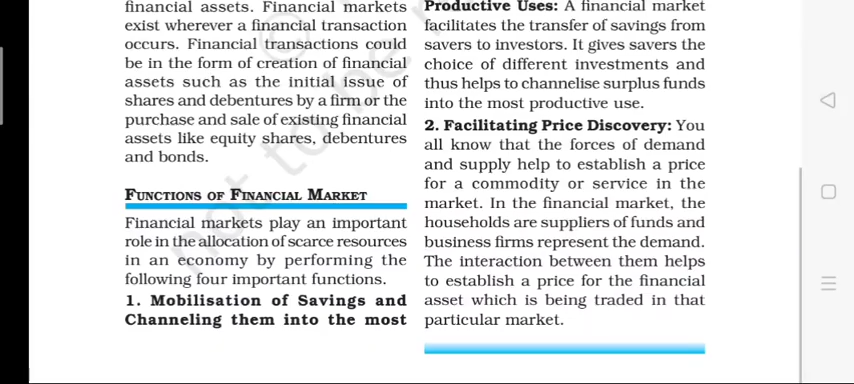 financial assets. Financial markets
exist wherever a financial transaction
occurs. Financial transactions could
be in the form of creation of financial
assets such as the initial issue of
shares and debentures by a firm or the
purchase and sale of existing financial
assets like equity shares, debentures
and bonds.
FUNCTIONS OF FINANCIAL MARKET
Financial markets play an important
role in the allocation of scarce resources
in an economy by performing the
following four important functions.
1. Mobilisation of Savings and
Channeling them into the most
Productive Uses: A financial market
facilitates the transfer of savings from
savers to investors. It gives savers the
choice of different investments and
thus helps to channelise surplus funds
into the most productive use.
2. Facilitating Price Discovery: You
all know that the forces of demand
and supply help to establish a price
for a commodity or service in the
market. In the financial market, the
households are suppliers of funds and
business firms represent the demand.
The interaction between them helps
to establish a price for the financial
asset which is being traded in that
particular market.
©
not to be